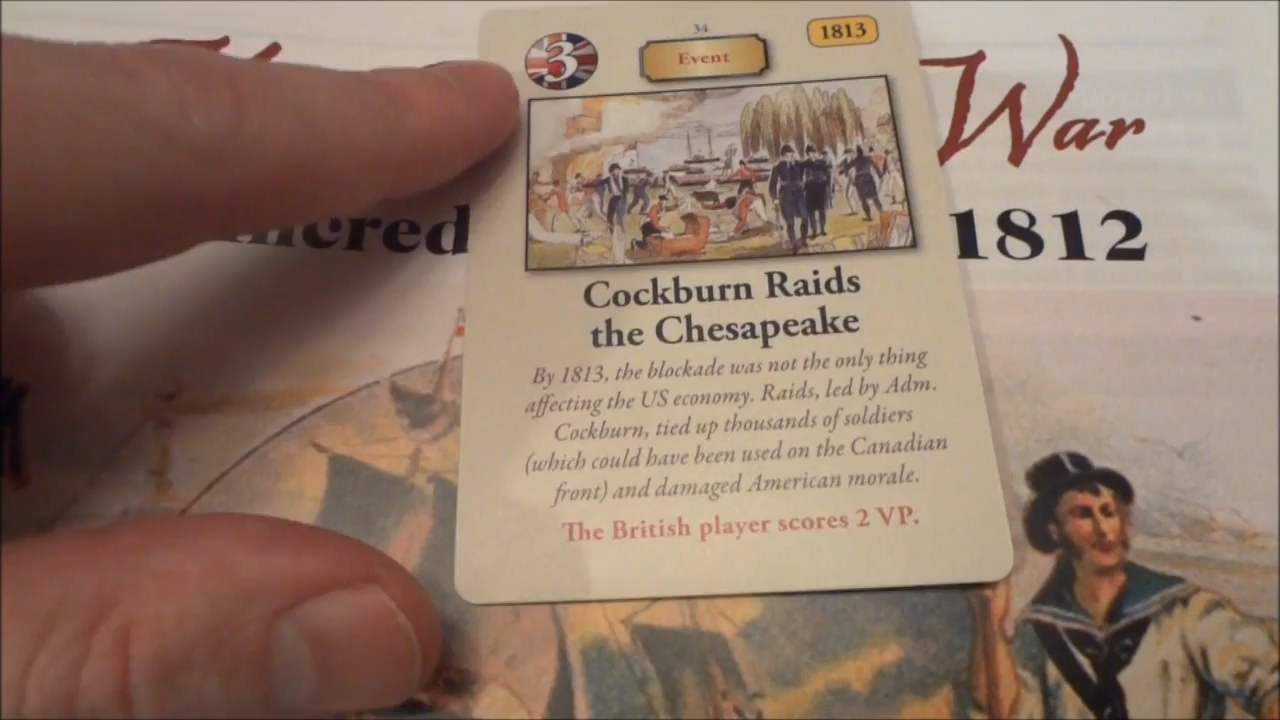 34
3
Event
1813
War
1812
Cockburn Raids
the Chesapeake
By 1813, the blockade was not the only thing
affecting the US economy. Raids, led by Adm.
Cockburn, tied up thousands of soldiers
(which could have been used on the Canadian
front) and damaged American morale.
The British player scores 2 VP.